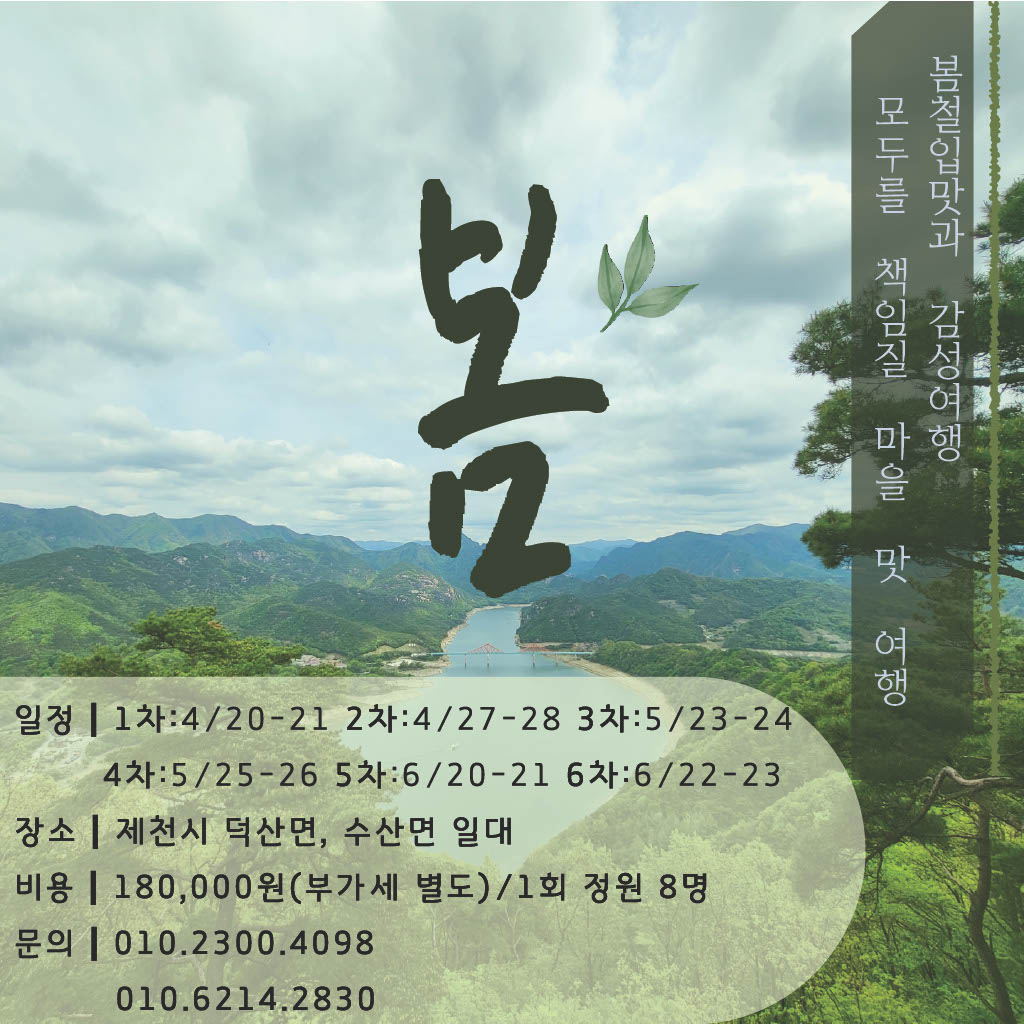 봄
봄철입맛과 감성여행
모두를 책임질 마을 맛 여행
일정 | 1차:4/20-21 2차:4/27-28 3차:5/23-24
4차:5/25-26 5차:6/20-21 6차:6/22-23
장소 | 제천시 덕산면, 수산면 일대
비용 | 180,000원(부가세 별도)/1회 정원 8명
문의 | 010.2300.4098
010.6214.2830